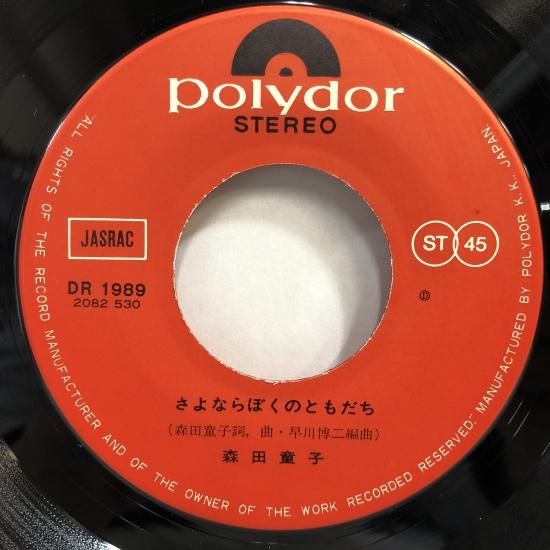 polydor
STEREO
JASRAC
ST 45
DR 1989
2082 530
Ⓓ
さよならぼくのともだち
(森田童子詞，曲・早川博二編曲)
森田童子
"ALL RIGHTS OF THE RECORD MANUFACTURER AND OF THE OWNER OF THE WORK RECORDED RESERVED." MANUFACTURED BY POLYDOR K.K., JAPAN.